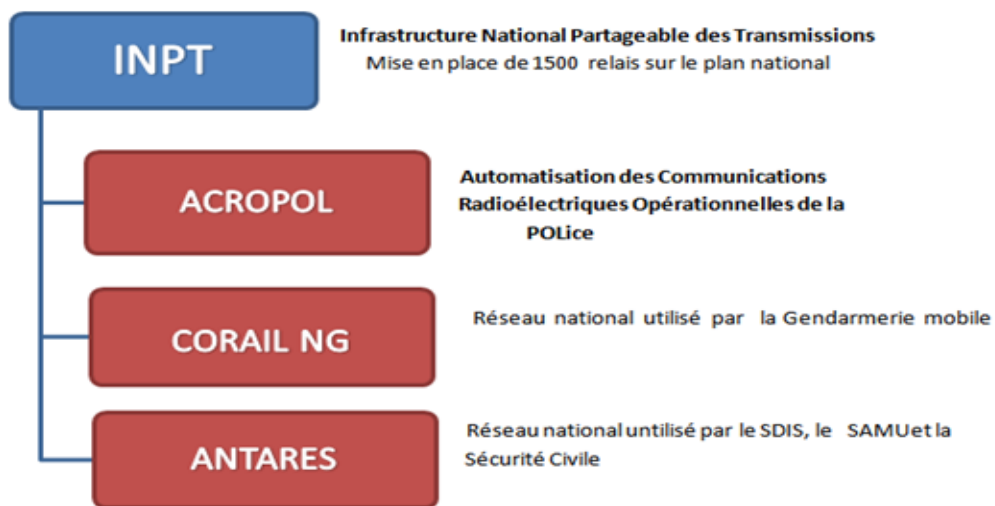 INPT
Infrastructure National Partageable des Transmissions
Mise en place de 1500 relais sur le plan national
ACROPOL
Automatisation des Communications
Radioélectriques Opérationnelles de la
POLice
CORAIL NG
Réseau national utilisé par la Gendarmerie mobile
ANTARES
Réseau national untilisé par le SDIS, le SAMUet la
Sécurité Civile